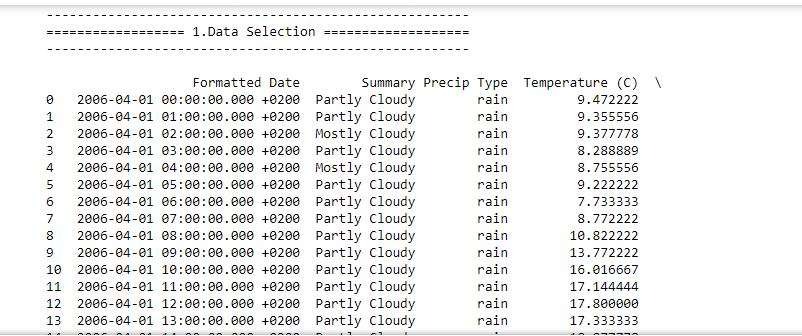 -------------------------------------------------------
================== 1.Data Selection ===================
-------------------------------------------------------
Formatted Date Summary Precip Type Temperature (C) \
0 2006-04-01 00:00:00.000 +0200 Partly Cloudy rain 9.472222
1 2006-04-01 01:00:00.000 +0200 Partly Cloudy rain 9.355556
2 2006-04-01 02:00:00.000 +0200 Mostly Cloudy rain 9.377778
3 2006-04-01 03:00:00.000 +0200 Partly Cloudy rain 8.288889
4 2006-04-01 04:00:00.000 +0200 Mostly Cloudy rain 8.755556
5 2006-04-01 05:00:00.000 +0200 Partly Cloudy rain 9.222222
6 2006-04-01 06:00:00.000 +0200 Partly Cloudy rain 7.733333
7 2006-04-01 07:00:00.000 +0200 Partly Cloudy rain 8.772222
8 2006-04-01 08:00:00.000 +0200 Partly Cloudy rain 10.822222
9 2006-04-01 09:00:00.000 +0200 Partly Cloudy rain 13.772222
10 2006-04-01 10:00:00.000 +0200 Partly Cloudy rain 16.016667
11 2006-04-01 11:00:00.000 +0200 Partly Cloudy rain 17.144444
12 2006-04-01 12:00:00.000 +0200 Partly Cloudy rain 17.800000
13 2006-04-01 13:00:00.000 +0200 Partly Cloudy rain 17.333333